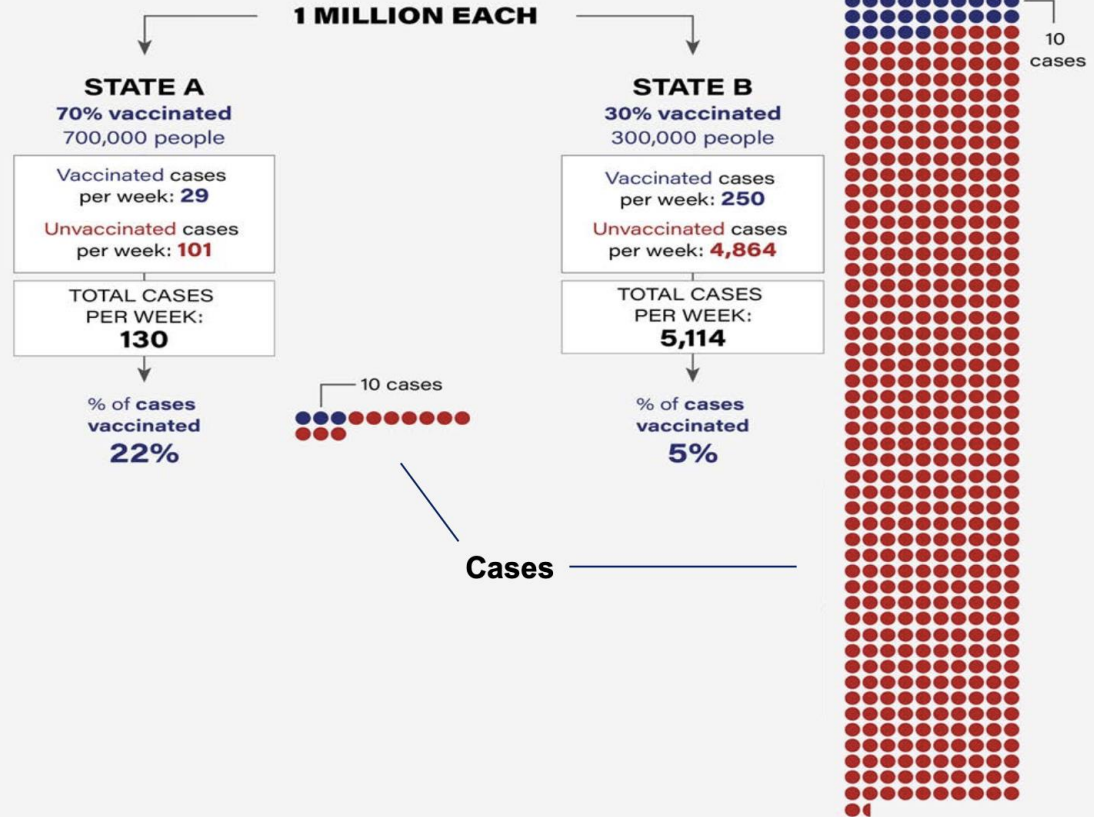 1 MILLION EACH
STATE A
70% vaccinated
700,000 people
Vaccinated cases
per week: 29
Unvaccinated cases
per week: 101
TOTAL CASES
PER WEEK:
130
% of cases
vaccinated
22%
10 cases
STATE B
30% vaccinated
300,000 people
Vaccinated cases
per week: 250
Unvaccinated cases
per week: 4,864
TOTAL CASES
PER WEEK:
5,114
% of cases
vaccinated
5%
10
cases
Cases